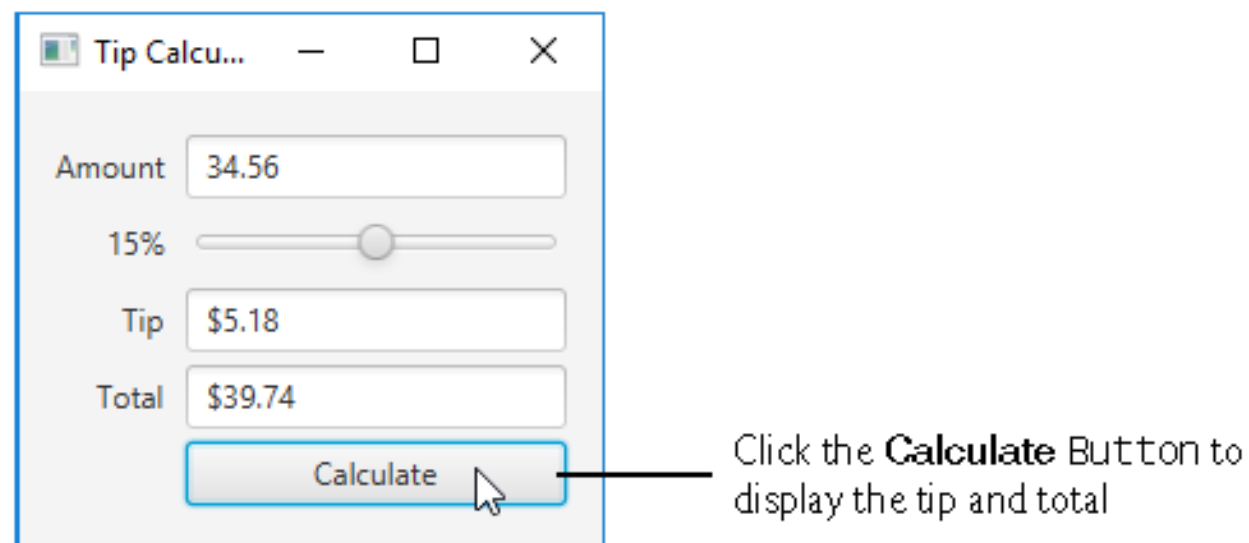 Tip Calcu...
Amount 34.56
15%
Tip $5.18
Total $39.74
Calculate
Click the Calculate Button to
display the tip and total